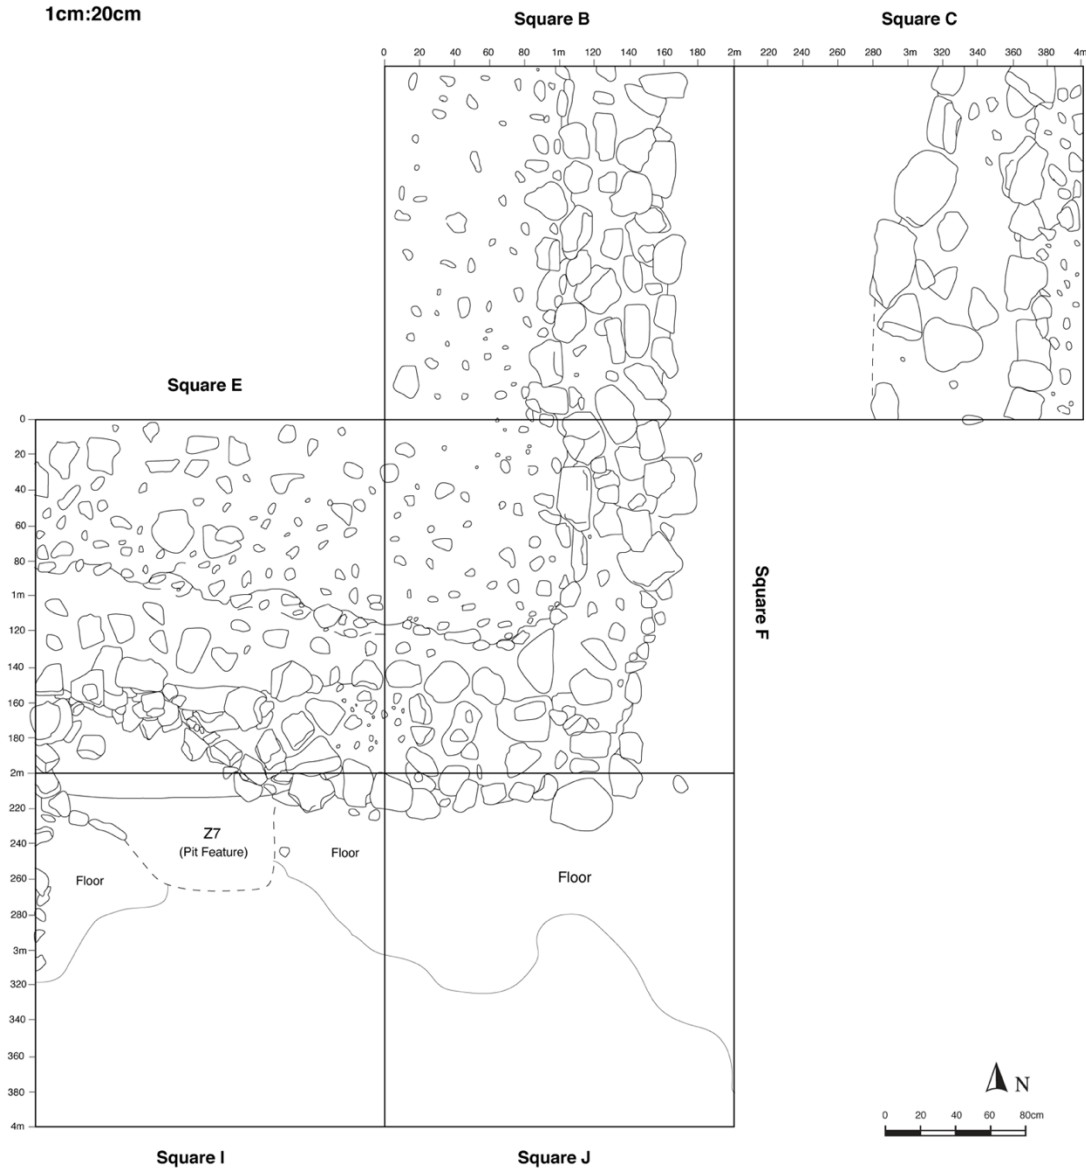 1cm:20cm
Square B
Square C
0 20 40 60 80 1m 120 140 160 180 2m 220 240 260 280 3m 320 340 360 380 4m
Square E
0
20
40
60
80
1m
120
140
160
180
2m
220
240
260
280
3m
320
340
360
380
4m
Square F
Z7
(Pit Feature)
Floor
Floor
Floor
N
0 20 40 60 80cm
Square I
Square J